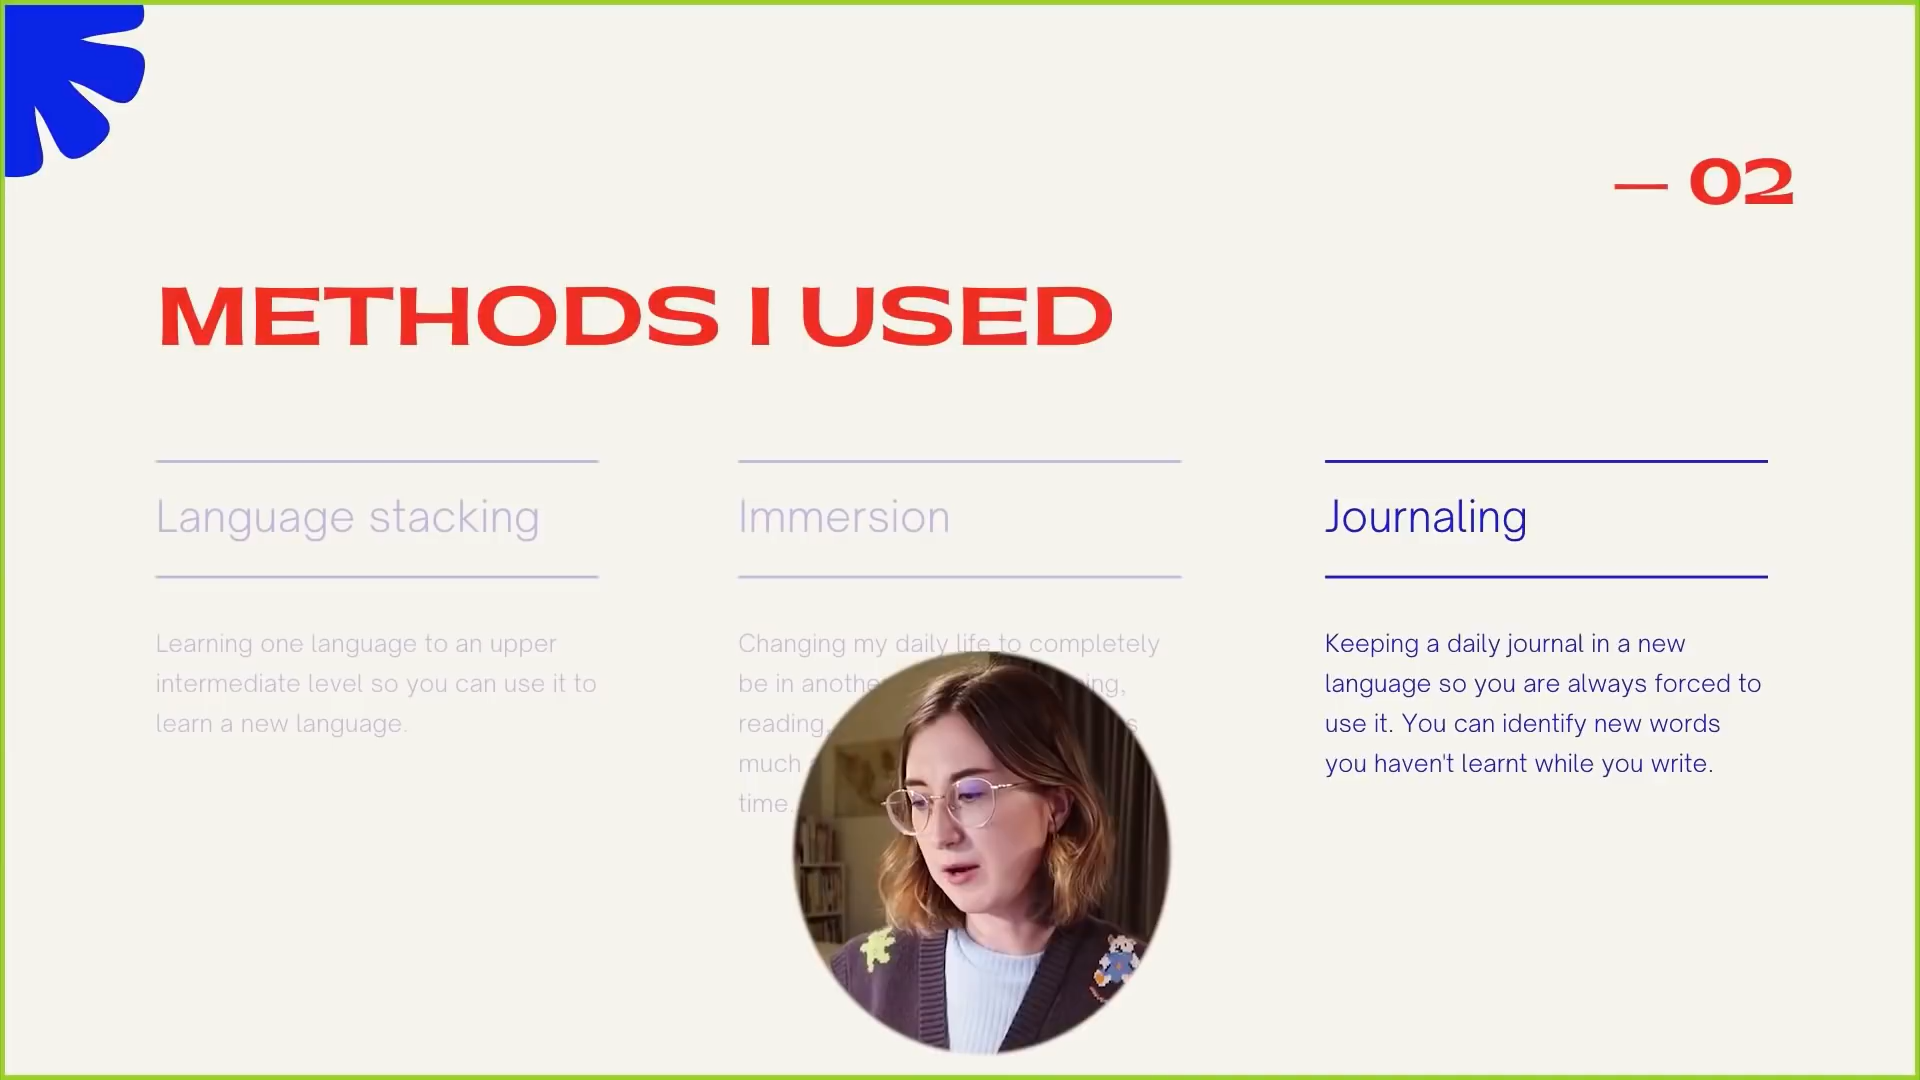 — 02
METHODS I USED
Language stacking
Learning one language to an upper
intermediate level so you can use it to
learn a new language.
Immersion
Changing my daily life to completely
be in
reading,
much
time.
Journaling
Keeping a daily journal in a new
language so you are always forced to
use it. You can identify new words
you haven't learnt while you write.